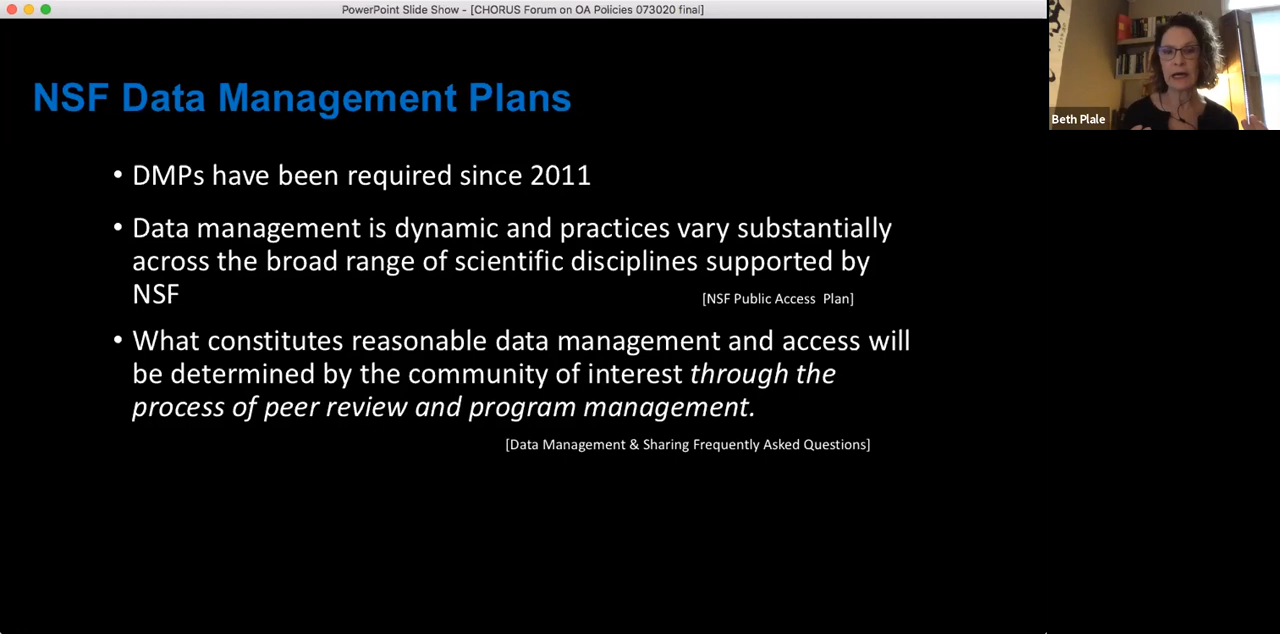 PowerPoint Slide Show - [CHORUS Forum on OA Policies 073020 final]
NSF Data Management Plans
• DMPs have been required since 2011
• Data management is dynamic and practices vary substantially
across the broad range of scientific disciplines supported by
NSF
[NSF Public Access Plan]
• What constitutes reasonable data management and access will
be determined by the community of interest through the
process of peer review and program management.
[Data Management & Sharing Frequently Asked Questions]
Beth Plale